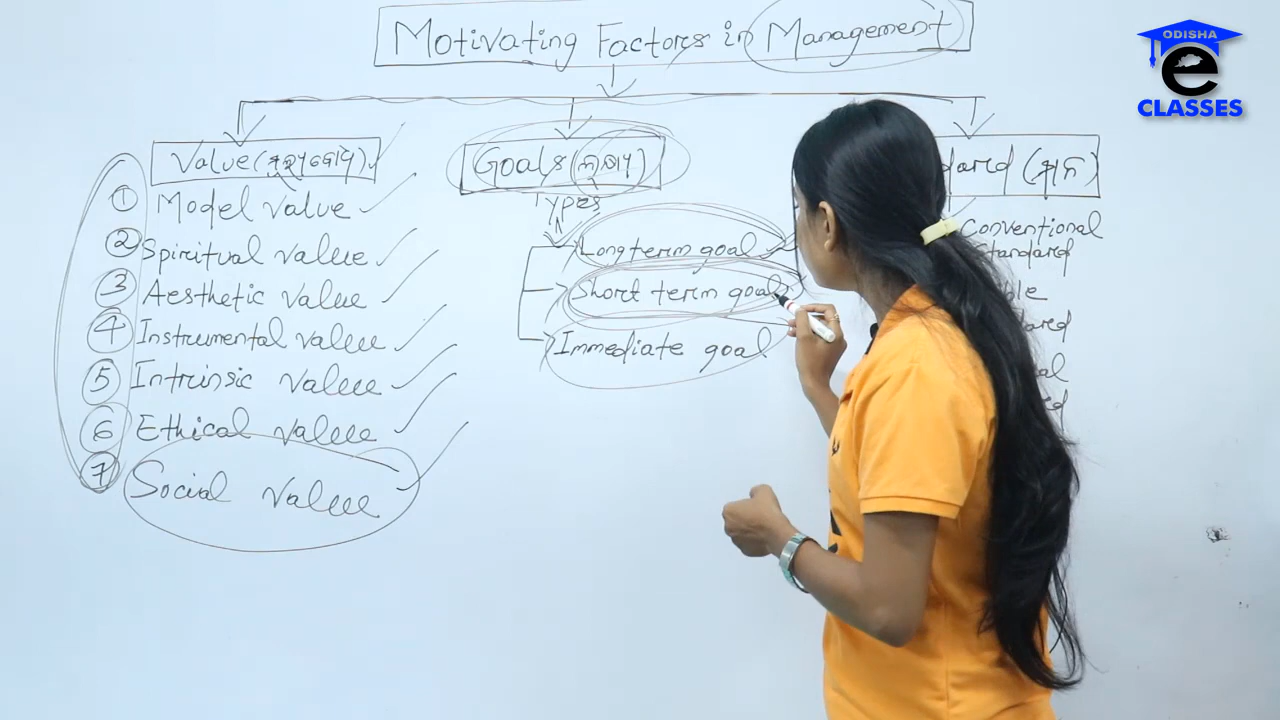 Motivating Factors in Management
ODISHA
e
CLASSES
Value (ମୂଲ୍ୟବୋଧ)
① Model Value
② Spiritual Value
③ Aesthetic Value
④ Instrumental Value
⑤ Intrinsic Value
⑥ Ethical Value
⑦ Social Value
Goals (ଲକ୍ଷ୍ୟ)
Types
Long term goal
Short term goal
Immediate goal
(ମାନ)
Conventional
Standard